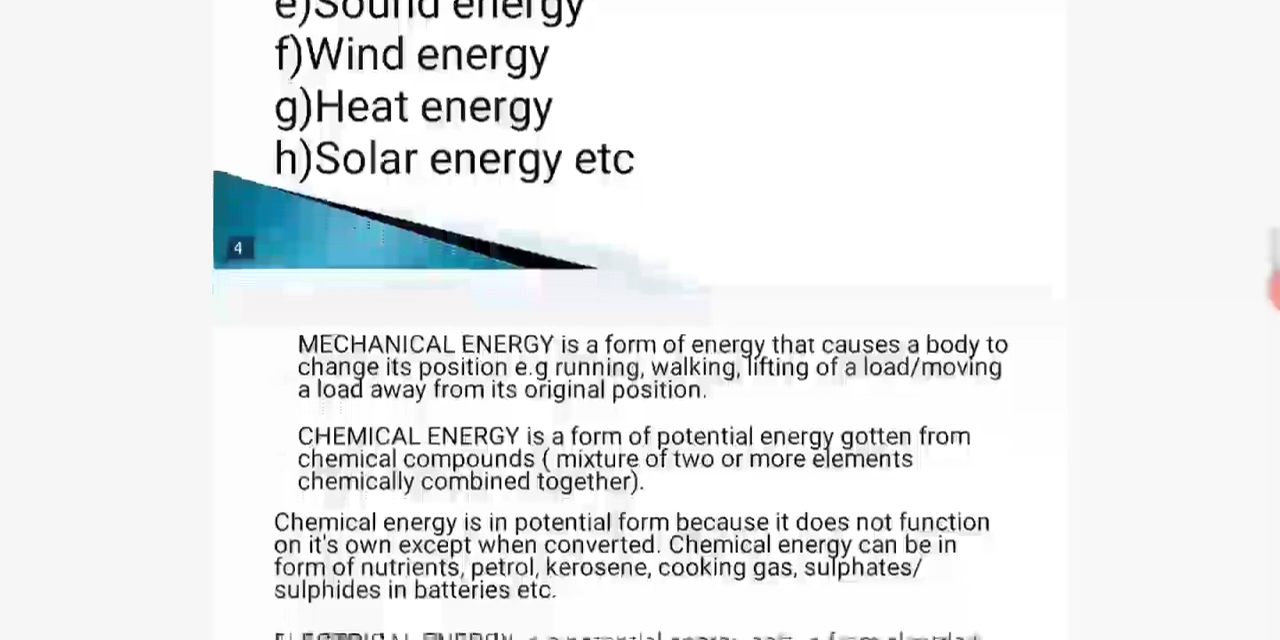 e)Sound energy
f)Wind energy
g)Heat energy
h)Solar energy etc
4
MECHANICAL ENERGY is a form of energy that causes a body to
change its position e.g running, walking, lifting of a load/moving
a load away from its original position.
CHEMICAL ENERGY is a form of potential energy gotten from
chemical compounds ( mixture of two or more elements
chemically combined together).
Chemical energy is in potential form because it does not function
on it's own except when converted. Chemical energy can be in
form of nutrients, petrol, kerosene, cooking gas, sulphates/
sulphides in batteries etc.
ELECTRICAL ENERGY